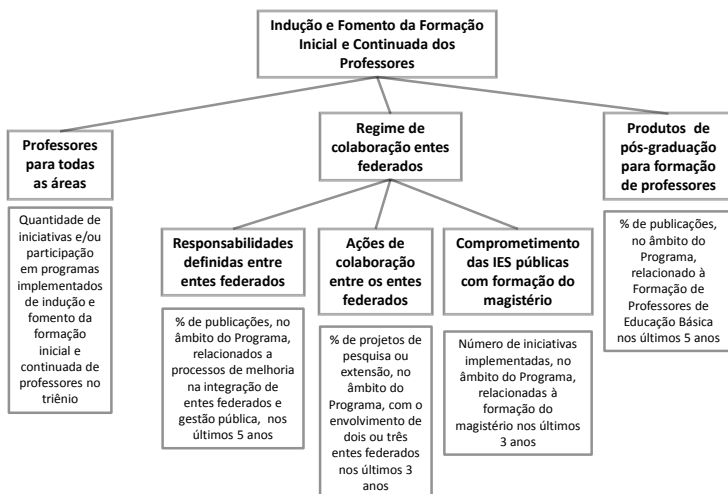 Indução e Fomento da Formação
Inicial e Continuada dos
Professores
Professores
para todas
as áreas
Regime de
colaboração entes
federados
Produtos de
pós-graduação
para formação
de professores
Quantidade de
iniciativas e/ou
participação
em programas
implementados
de indução e
fomento da
formação
inicial e
continuada de
professores no
triênio
Responsabilidades
definidas entre
entes federados
Ações de
colaboração
entre os entes
federados
Comprometimento
das IES públicas
com formação do
magistério
% de publicações,
no âmbito do
Programa,
relacionado à
Formação de
Professores de
Educação Básica
nos últimos 5 anos
% de publicações, no
âmbito do Programa,
relacionados a
processos de melhoria
na integração de
entes federados e
gestão pública, nos
últimos 5 anos
% de projetos de
pesquisa ou
extensão, no
âmbito do
Programa, com o
envolvimento de
dois ou três
entes federados
nos últimos 3
anos
Número de iniciativas
implementadas, no
âmbito do Programa,
relacionadas à
formação do
magistério nos últimos
3 anos